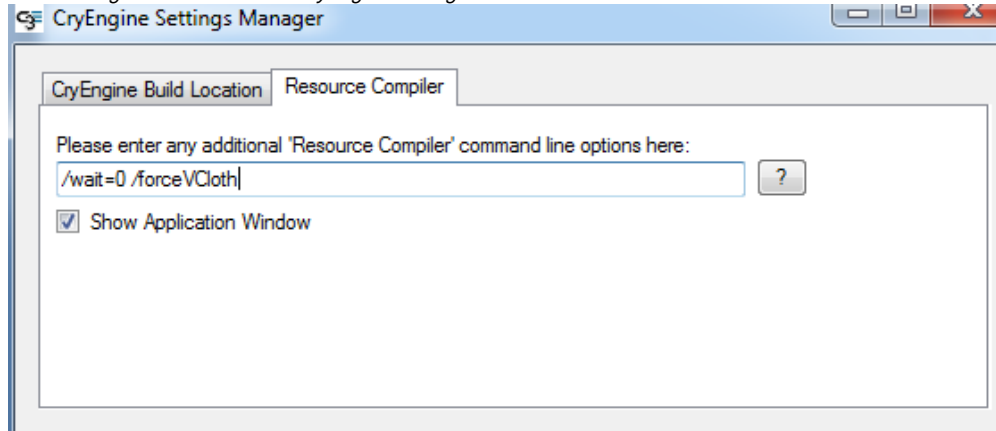 CryEngine Settings Manager
CryEngine Build Location Resource Compiler
Please enter any additional 'Resource Compiler' command line options here:
/wait=0 /forceVCloth
?
Show Application Window